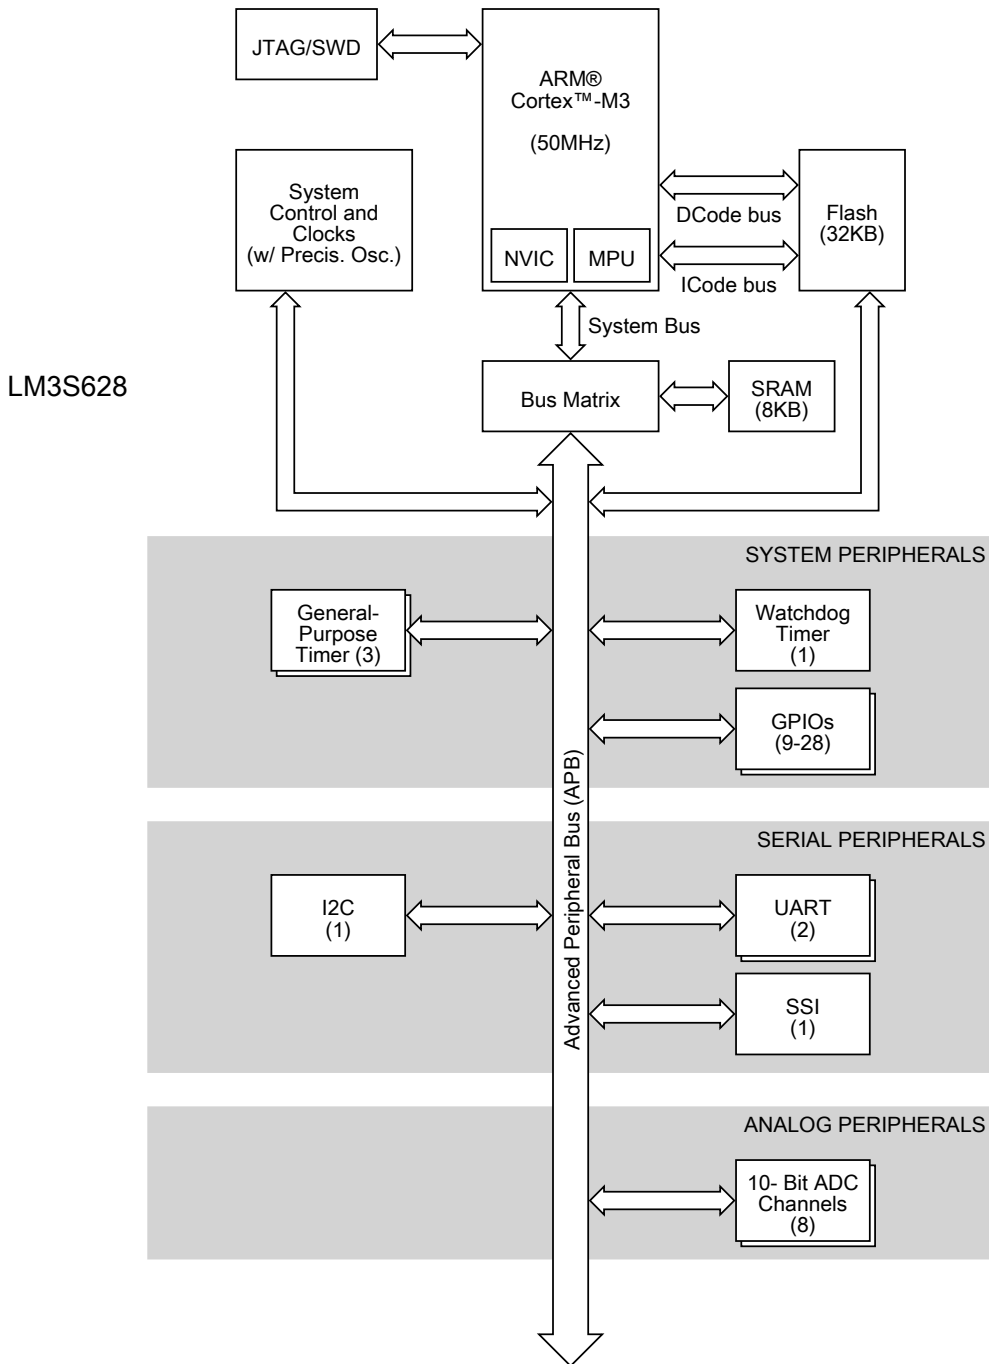 JTAG/SWD
ARM®
Cortex™-M3
(50MHz)
NVIC
MPU
System
Control and
Clocks
(w/ Precis. Osc.)
DCode bus
ICode bus
Flash
(32KB)
System Bus
LM3S628
Bus Matrix
SRAM
(8KB)
SYSTEM PERIPHERALS
General-
Purpose
Timer (3)
Watchdog
Timer
(1)
GPIOs
(9-28)
Advanced Peripheral Bus (APB)
SERIAL PERIPHERALS
I2C
(1)
UART
(2)
SSI
(1)
ANALOG PERIPHERALS
10- Bit ADC
Channels
(8)